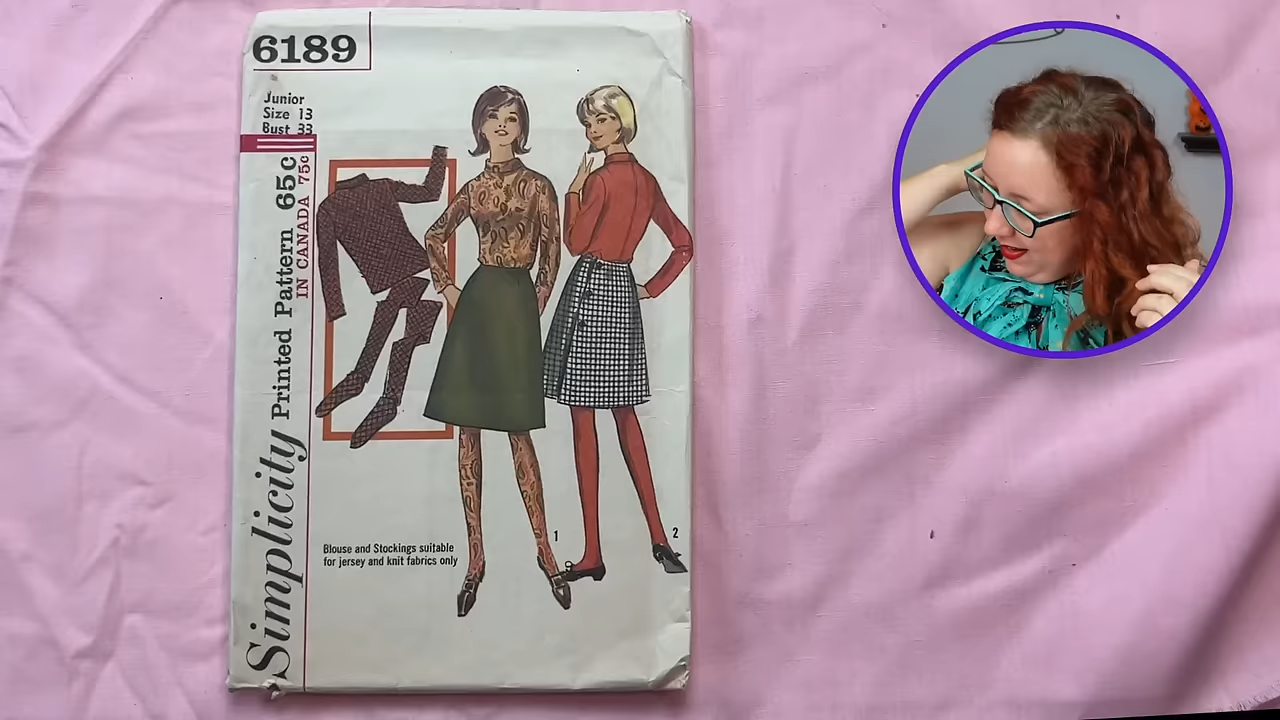 6189
Junior
Size 13
Bust 33
Simplicity Printed Pattern 65c
IN CANADA 75c
1
2
Blouse and Stockings suitable
for jersey and knit fabrics only